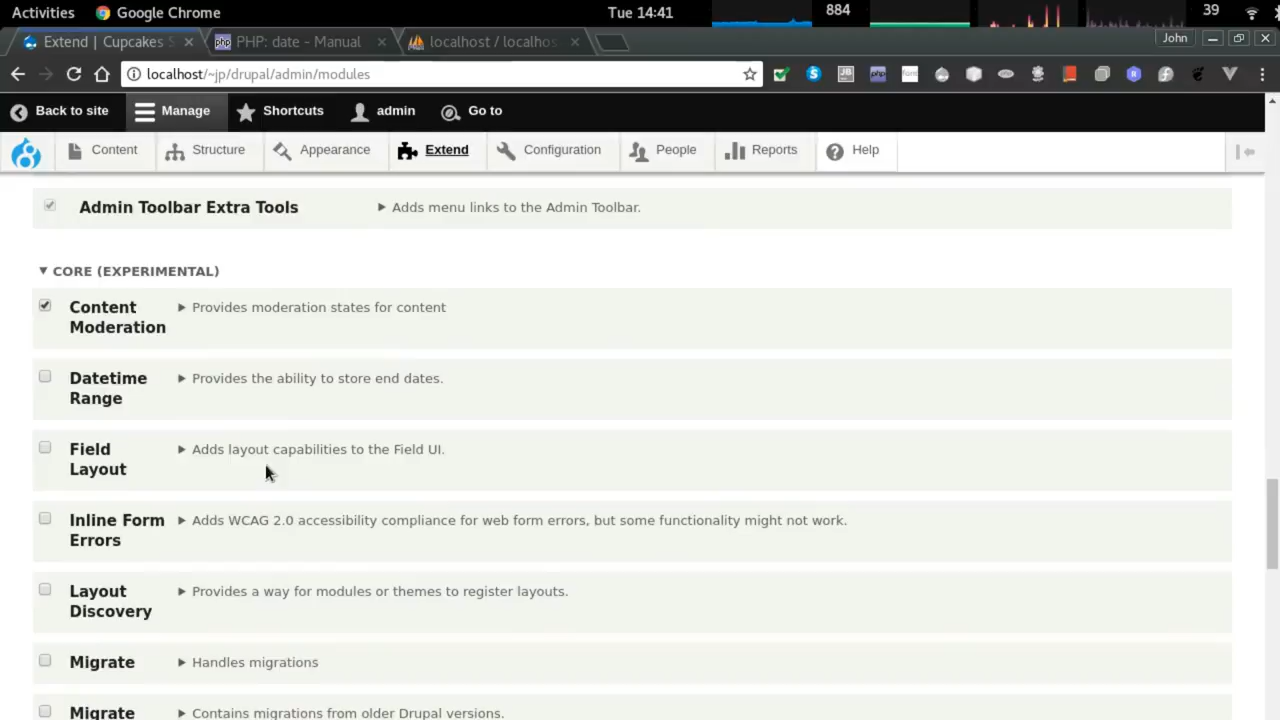 Activities Google Chrome Tue 14:41 884 39
Extend | Cupcakes S PHP: date - Manual localhost / localhos John
localhost/~jp/drupal/admin/modules
Back to site Manage Shortcuts admin Go to
Content Structure Appearance Extend Configuration People Reports Help
Admin Toolbar Extra Tools Adds menu links to the Admin Toolbar.
CORE (EXPERIMENTAL)
Content Provides moderation states for content
Moderation
Datetime Provides the ability to store end dates.
Range
Field Adds layout capabilities to the Field UI.
Layout
Inline Form Adds WCAG 2.0 accessibility compliance for web form errors, but some functionality might not work.
Errors
Layout Provides a way for modules or themes to register layouts.
Discovery
Migrate Handles migrations
Migrate Contains migrations from older Drupal versions.